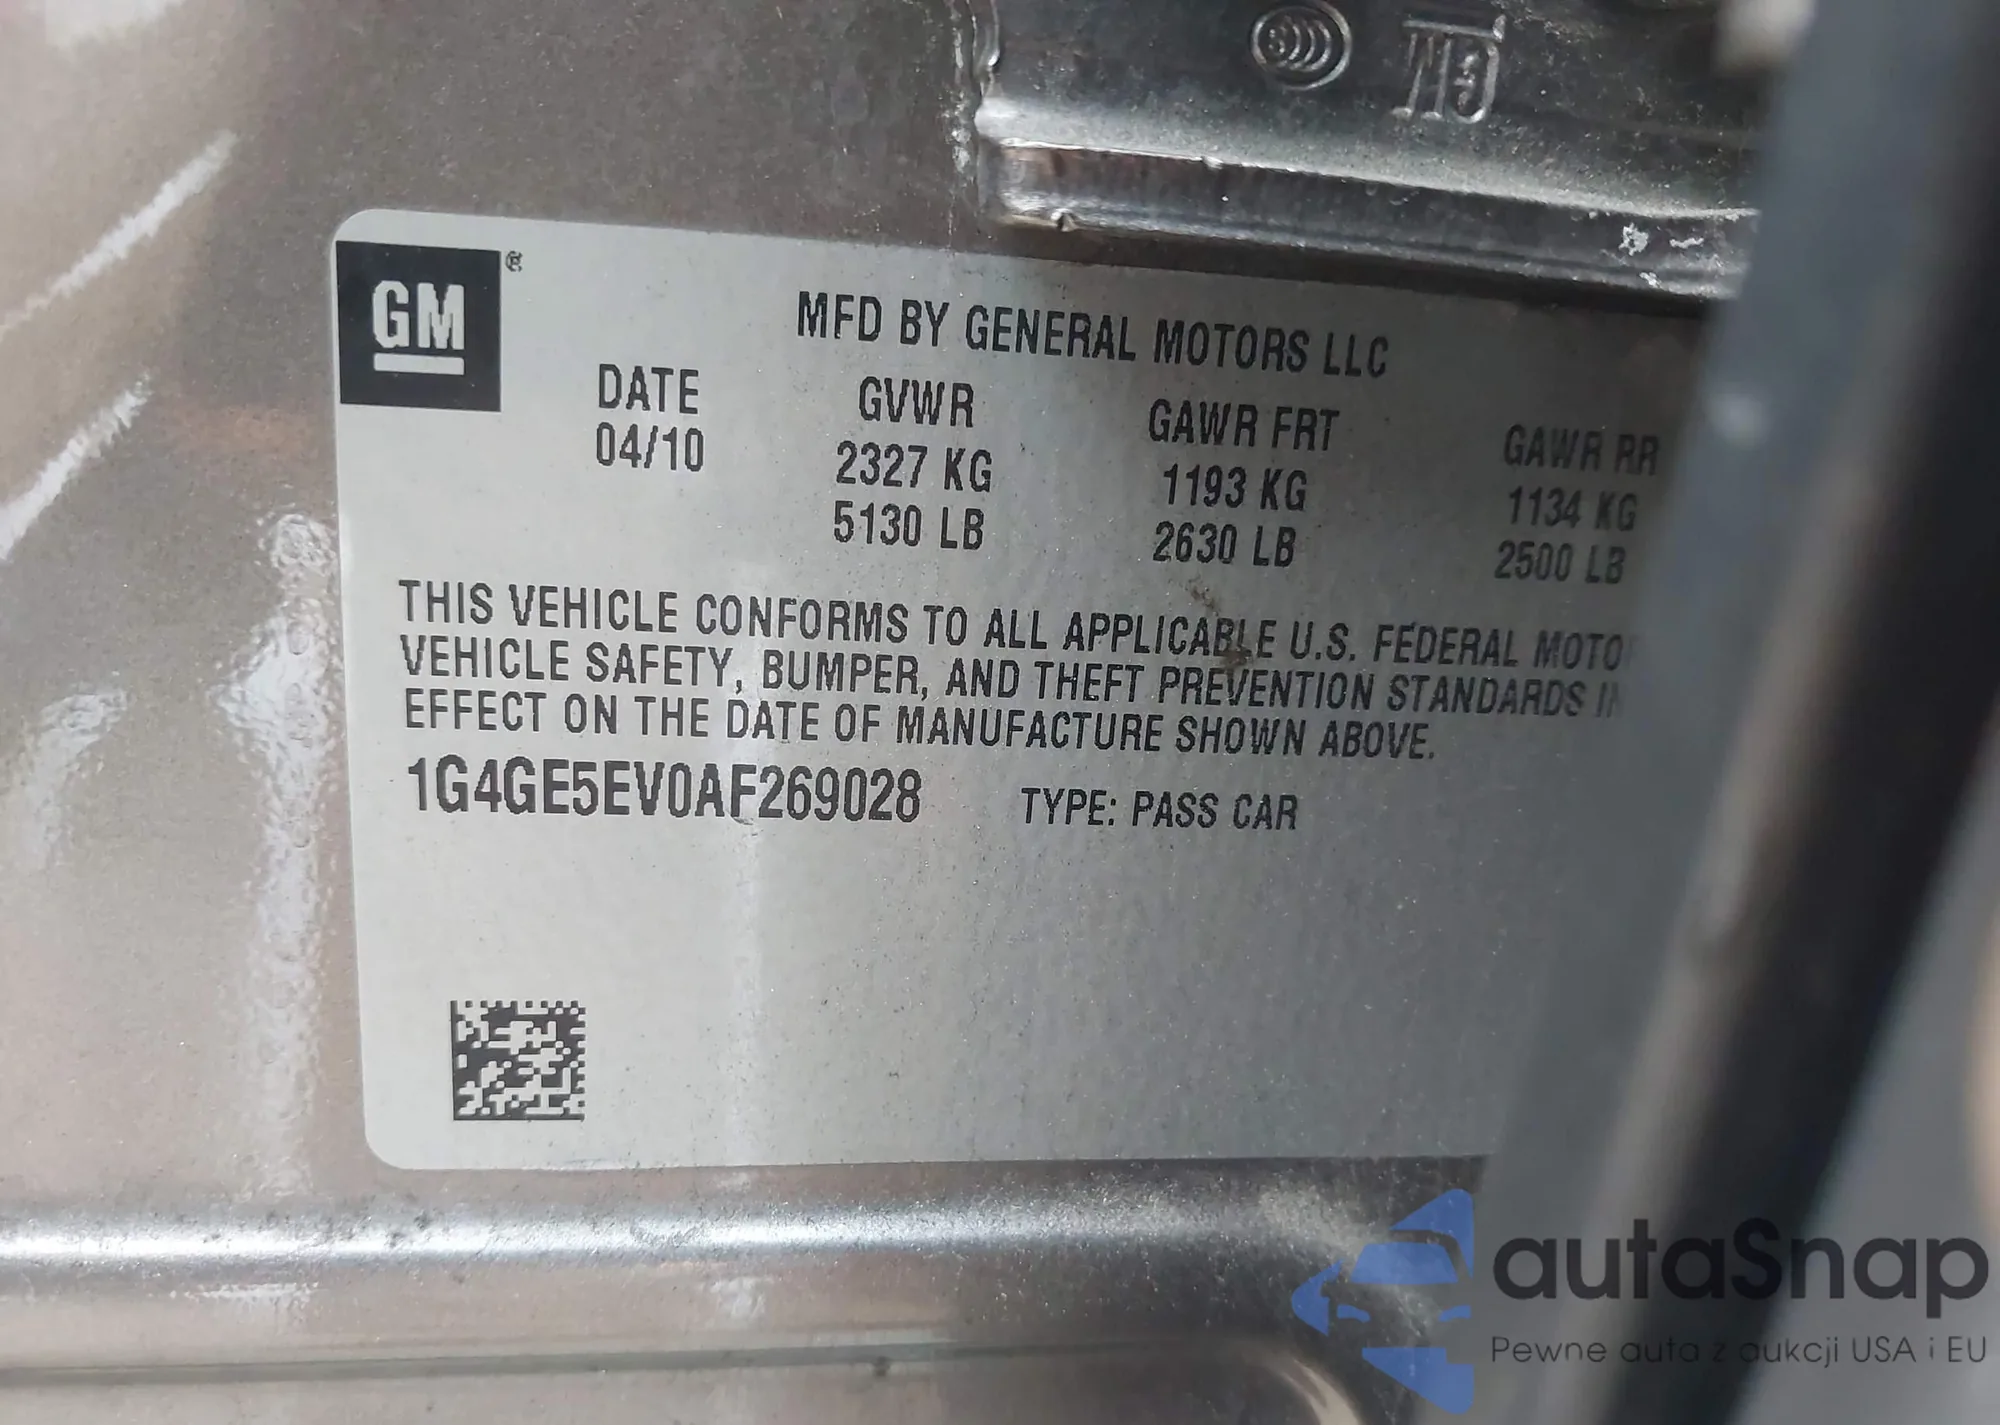 GM®
MFD BY GENERAL MOTORS LLC
DATE GVWR GAWR FRT GAWR RR
04/10 2327 KG 1193 KG 1134 KG
5130 LB 2630 LB 2500 LB
THIS VEHICLE CONFORMS TO ALL APPLICABLE U.S. FEDERAL MOTO
VEHICLE SAFETY, BUMPER, AND THEFT PREVENTION STANDARDS IN
EFFECT ON THE DATE OF MANUFACTURE SHOWN ABOVE.
1G4GE5EV0AF269028 TYPE: PASS CAR
autaSnap
Pewne auta z aukcji USA i EU